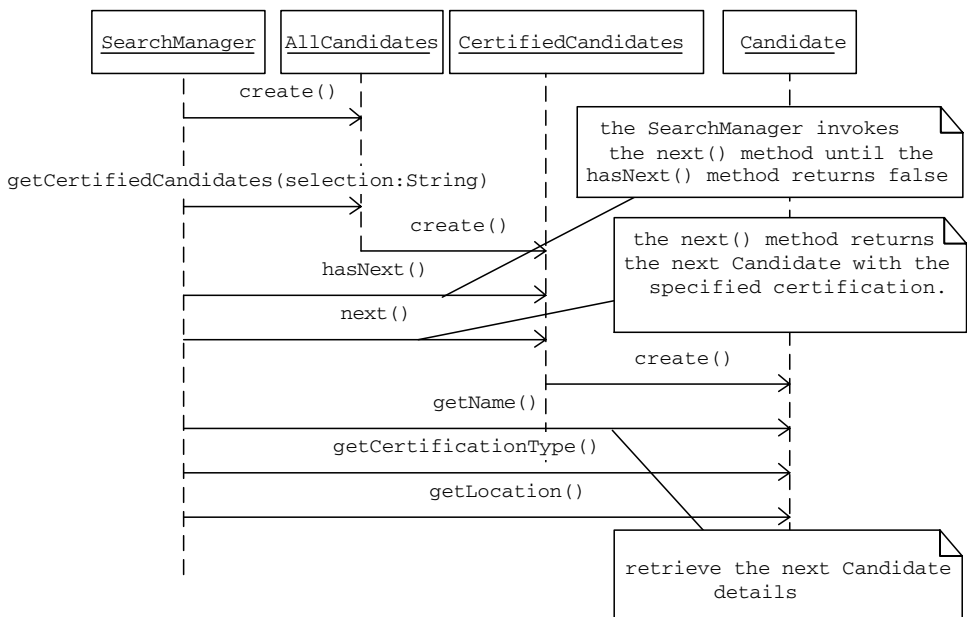 SearchManager
AllCandidates
CertifiedCandidates
Candidate
create()
the SearchManager invokes
the next() method until the
hasNext() method returns false
getCertifiedCandidates(selection:String)
create()
the next() method returns
the next Candidate with the
specified certification.
hasNext()
next()
create()
getName()
getCertificationType()
getLocation()
retrieve the next Candidate
details